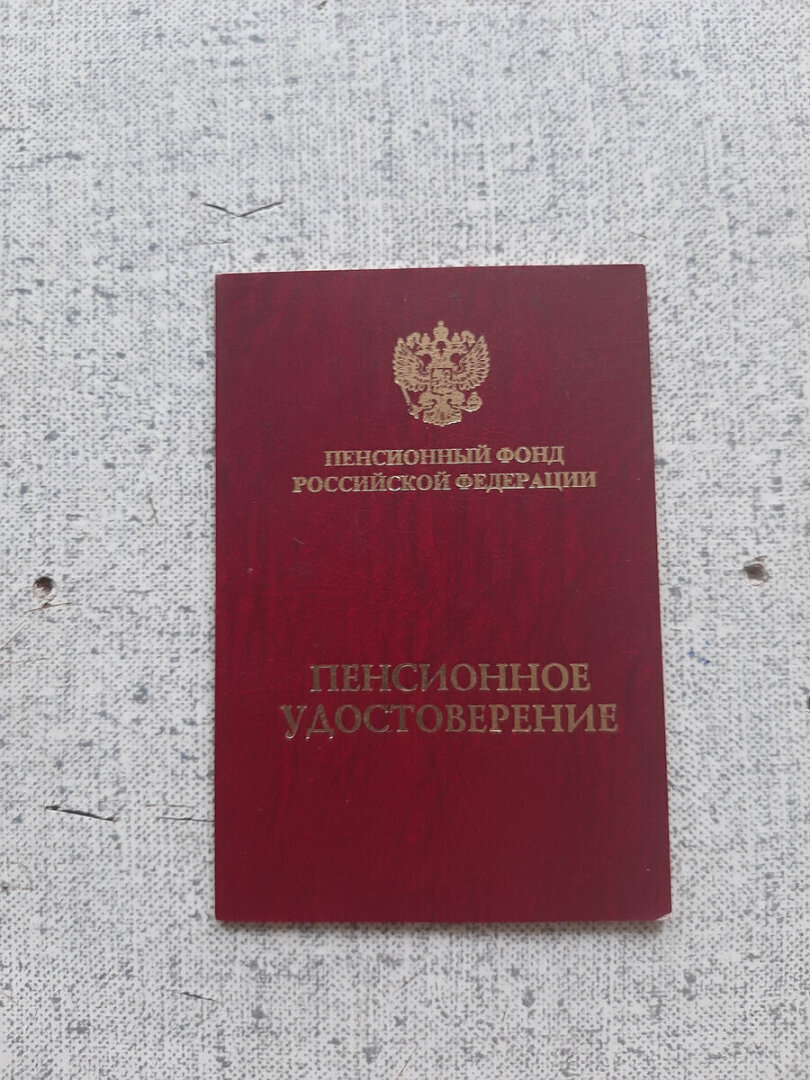 ПЕНСИОННЫЙ ФОНД
РОССИЙСКОЙ ФЕДЕРАЦИИ
ПЕНСИОННОЕ
УДОСТОВЕРЕНИЕ